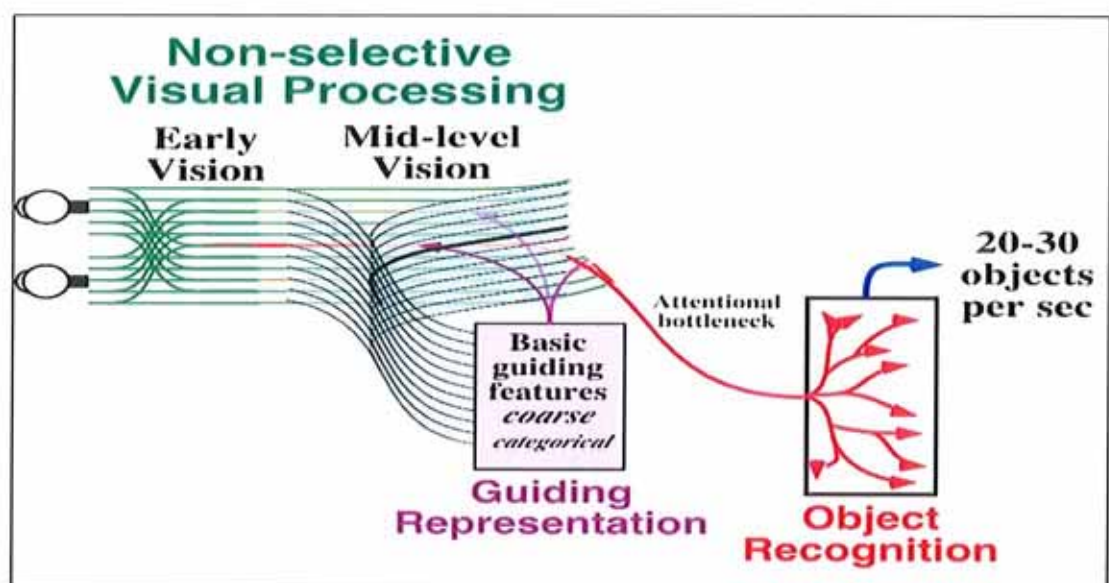 Non-selective
Visual Processing
Early
Vision
Mid-level
Vision
20-30
objects
per sec
Attentional
bottleneck
Basic
guiding
features
coarse
categorical
Guiding
Representation
Object
Recognition